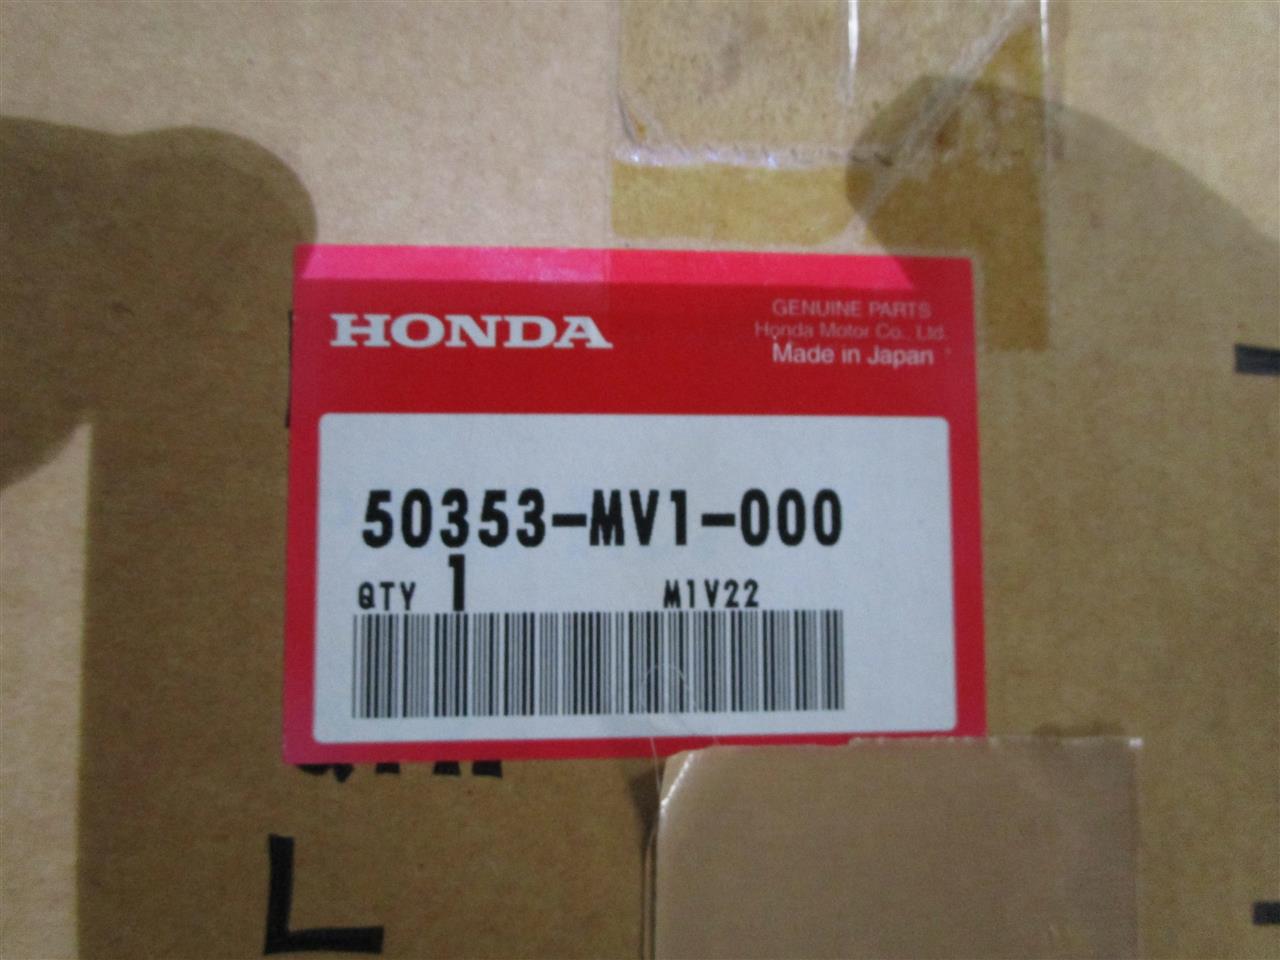 HONDA
GENUINE PARTS
Honda Motor Co., Ltd.
Made in Japan
50353-MV1-000
QTY 1 M1V22
L